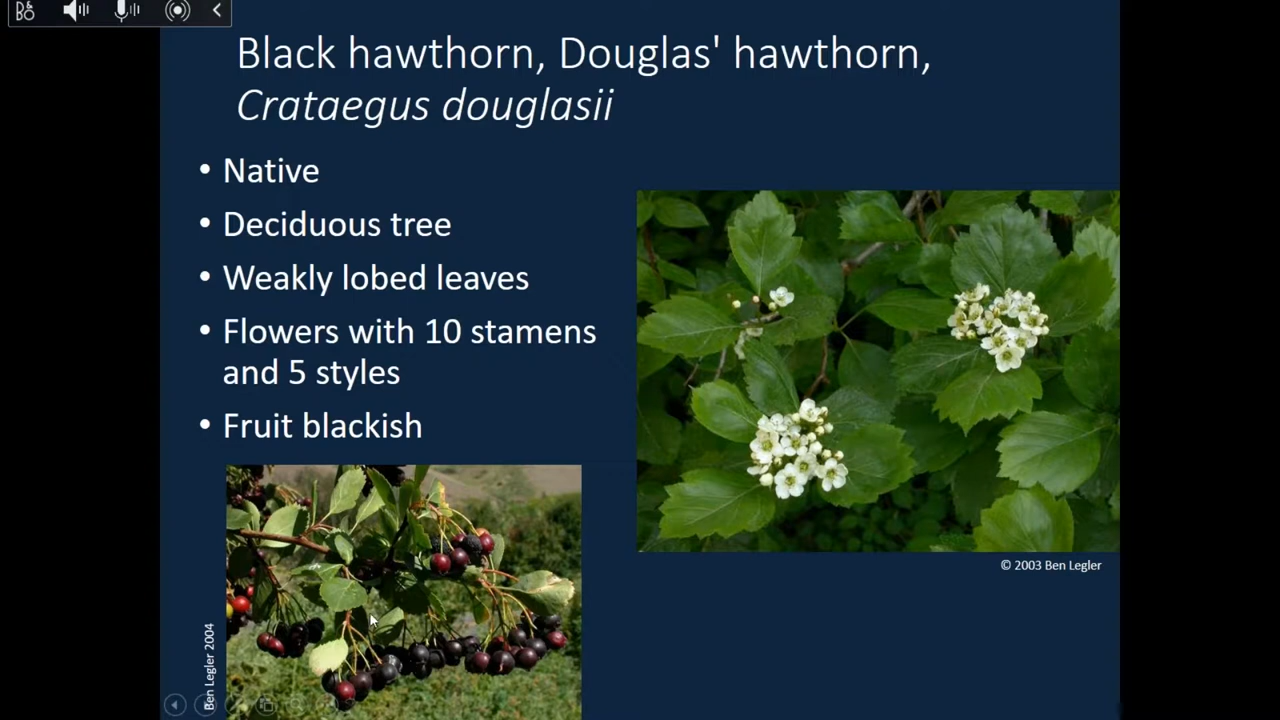 B&O
Black hawthorn, Douglas' hawthorn,
Crataegus douglasii
• Native
• Deciduous tree
• Weakly lobed leaves
• Flowers with 10 stamens
and 5 styles
• Fruit blackish
© 2003 Ben Legler
Ben Legler 2004